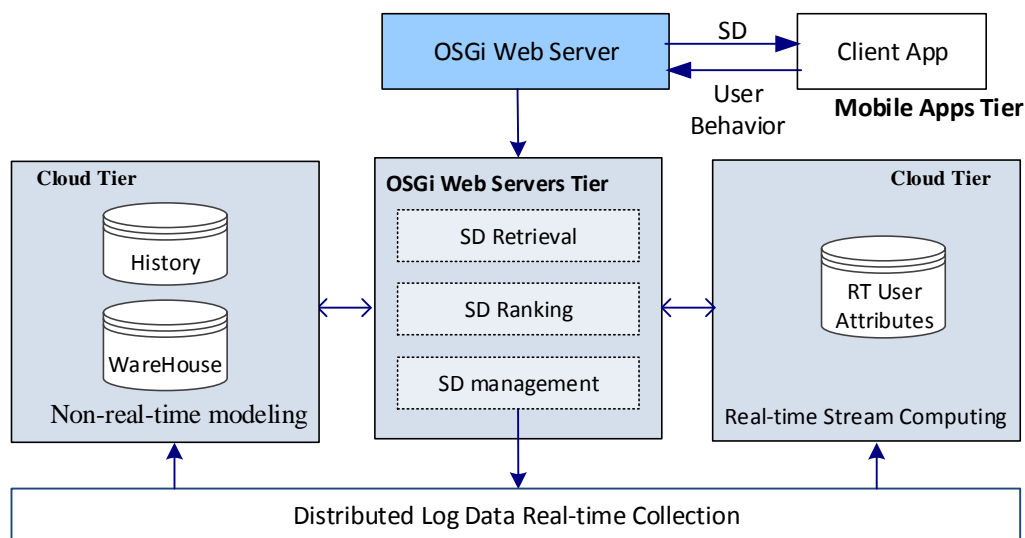 OSGi Web Server
SD
Client App
User
Behavior
Mobile Apps Tier
Cloud Tier
History
WareHouse
Non-real-time modeling
OSGi Web Servers Tier
SD Retrieval
SD Ranking
SD management
Cloud Tier
RT User
Attributes
Real-time Stream Computing
Distributed Log Data Real-time Collection